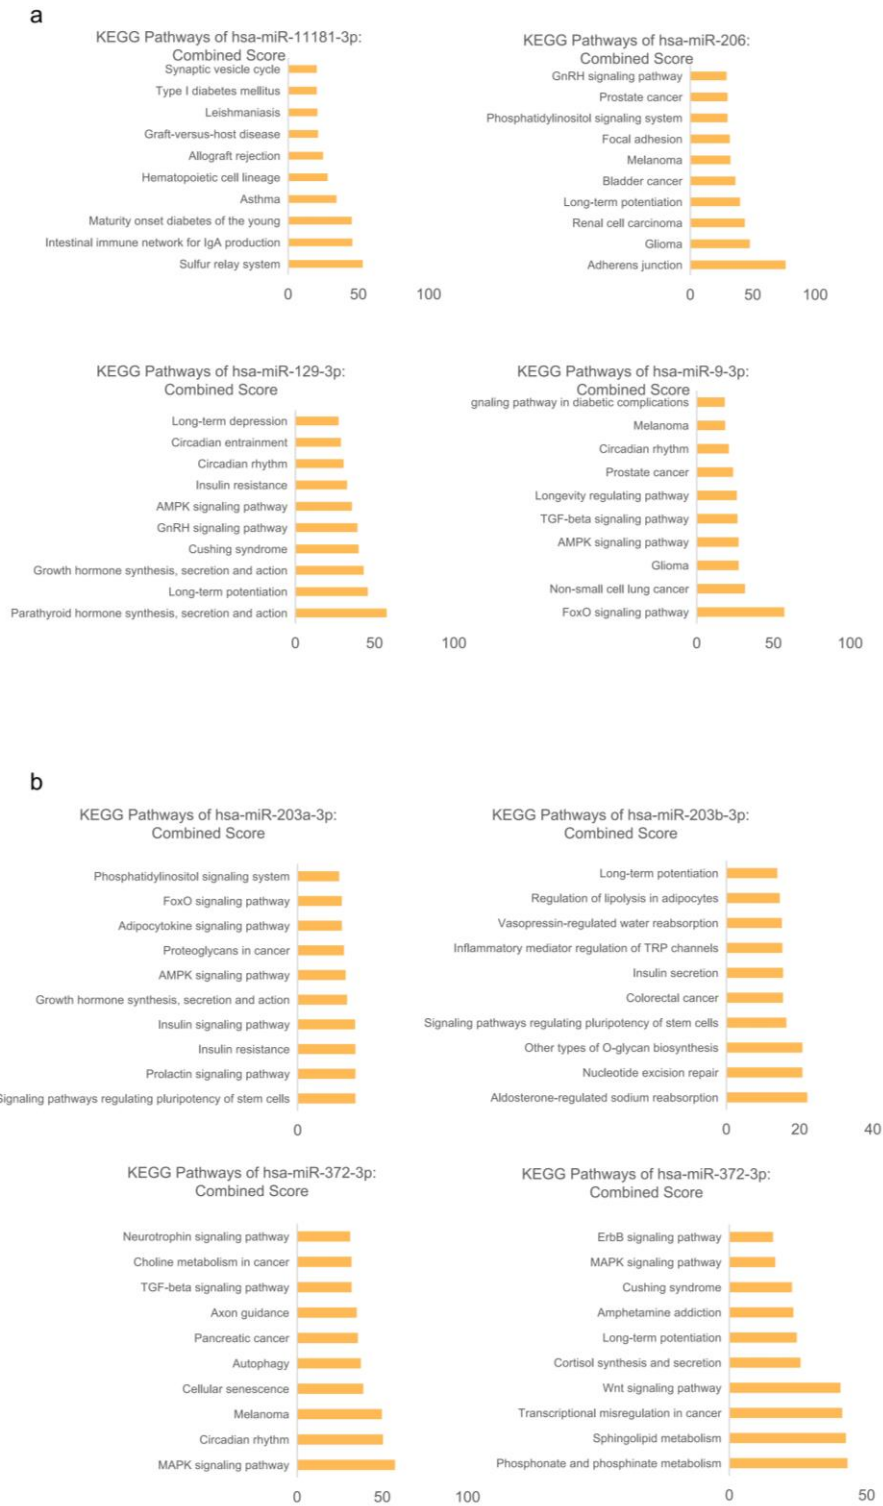 a
KEGG Pathways of hsa-miR-11181-3p:
Combined Score
Synaptic vesicle cycle
Type I diabetes mellitus
Leishmaniasis
Graft-versus-host disease
Allograft rejection
Hematopoietic cell lineage
Asthma
Maturity onset diabetes of the young
Intestinal immune network for IgA production
Sulfur relay system
0 50 100
KEGG Pathways of hsa-miR-206:
Combined Score
GnRH signaling pathway
Prostate cancer
Phosphatidylinositol signaling system
Focal adhesion
Melanoma
Bladder cancer
Long-term potentiation
Renal cell carcinoma
Glioma
Adherens junction
0 50 100
KEGG Pathways of hsa-miR-129-3p:
Combined Score
Long-term depression
Circadian entrainment
Circadian rhythm
Insulin resistance
AMPK signaling pathway
GnRH signaling pathway
Cushing syndrome
Growth hormone synthesis, secretion and action
Long-term potentiation
Parathyroid hormone synthesis, secretion and action
0 50 100
KEGG Pathways of hsa-miR-9-3p:
Combined Score
gnaling pathway in diabetic complications
Melanoma
Circadian rhythm
Prostate cancer
Longevity regulating pathway
TGF-beta signaling pathway
AMPK signaling pathway
Glioma
Non-small cell lung cancer
FoxO signaling pathway
0 50 100
b
KEGG Pathways of hsa-miR-203a-3p:
Combined Score
Phosphatidylinositol signaling system
FoxO signaling pathway
Adipocytokine signaling pathway
Proteoglycans in cancer
AMPK signaling pathway
Growth hormone synthesis, secretion and action
Insulin signaling pathway
Insulin resistance
Prolactin signaling pathway
Signaling pathways regulating pluripotency of stem cells
0
KEGG Pathways of hsa-miR-203b-3p:
Combined Score
Long-term potentiation
Regulation of lipolysis in adipocytes
Vasopressin-regulated water reabsorption
Inflammatory mediator regulation of TRP channels
Insulin secretion
Colorectal cancer
Signaling pathways regulating pluripotency of stem cells
Other types of O-glycan biosynthesis
Nucleotide excision repair
Aldosterone-regulated sodium reabsorption
0 20 40
KEGG Pathways of hsa-miR-372-3p:
Combined Score
Neurotrophin signaling pathway
Choline metabolism in cancer
TGF-beta signaling pathway
Axon guidance
Pancreatic cancer
Autophagy
Cellular senescence
Melanoma
Circadian rhythm
MAPK signaling pathway
0 50 100
KEGG Pathways of hsa-miR-372-3p:
Combined Score
ErbB signaling pathway
MAPK signaling pathway
Cushing syndrome
Amphetamine addiction
Long-term potentiation
Cortisol synthesis and secretion
Wnt signaling pathway
Transcriptional misregulation in cancer
Sphingolipid metabolism
Phosphonate and phosphinate metabolism
0 50